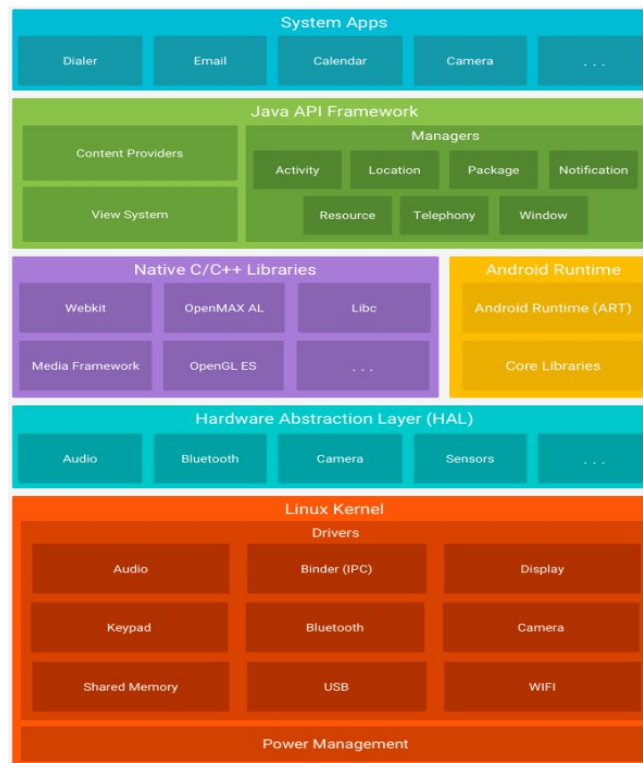 System Apps
Dialer Email Calendar Camera . . .
Java API Framework
Content Providers
View System
Managers
Activity Location Package Notification
Resource Telephony Window
Native C/C++ Libraries
Webkit OpenMAX AL Libc
Media Framework OpenGL ES . . .
Android Runtime
Android Runtime (ART)
Core Libraries
Hardware Abstraction Layer (HAL)
Audio Bluetooth Camera Sensors . . .
Linux Kernel
Drivers
Audio Binder (IPC) Display
Keypad Bluetooth Camera
Shared Memory USB WIFI
Power Management